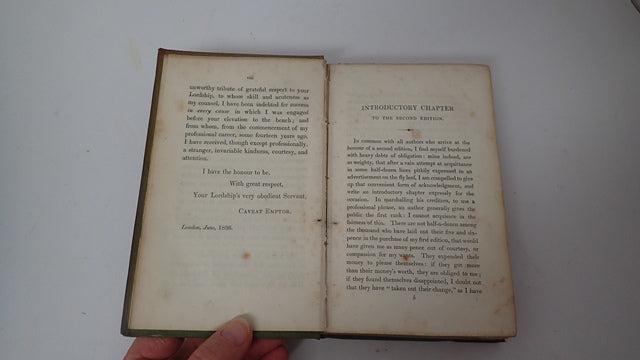 viii
unworthy tribute of grateful respect to your
Lordship, to whose skill and acuteness as
my counsel, I have been indebted for success
in every cause in which I was engaged
before your elevation to the bench; and
from whom, from the commencement of my
professional career, some fourteen years ago,
I have received, though except professionally,
a stranger, invariable kindness, courtesy, and
attention.
I have the honour to be,
With great respect,
Your Lordship's very obedient Servant,
CAVEAT EMPTOR.
London, June, 1836.
INTRODUCTORY CHAPTER
TO THE SECOND EDITION.
In common with all authors who arrive at the
honour of a second edition, I find myself burdened
with heavy debts of obligation: mine indeed, are
so weighty, that after a vain attempt at acquittance
in some half-dozen lines pithily expressed in an
advertisement on the fly leaf, I am compelled to give
up that convenient form of acknowledgment, and
write an introductory chapter expressly for the
occasion. In marshalling his creditors, to use a
professional phrase, an author generally gives the
public the first rank: I cannot acquiesce in the
fairness of this. There are not half-a-dozen among
the thousand who have laid out their five and six-
pence in the purchase of my first edition, that would
have given me as many pence out of courtesy, or
compassion for my wants. They expended their
money to please themselves: if they got more
than their money's worth, they are obliged to me;
if they found themselves disappointed, I doubt not
that they have "taken out their change," as I have